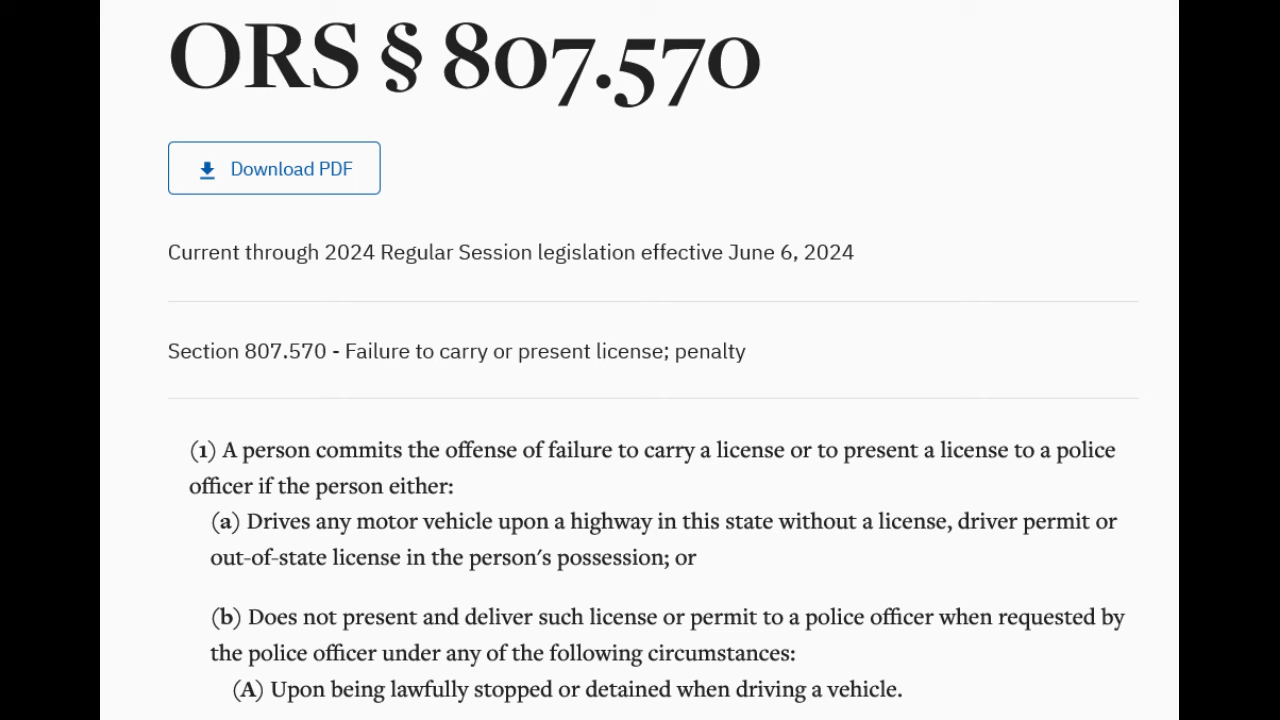 ORS § 807.570
Download PDF
Current through 2024 Regular Session legislation effective June 6, 2024
Section 807.570 - Failure to carry or present license; penalty
(1) A person commits the offense of failure to carry a license or to present a license to a police
officer if the person either:
(a) Drives any motor vehicle upon a highway in this state without a license, driver permit or
out-of-state license in the person's possession; or
(b) Does not present and deliver such license or permit to a police officer when requested by
the police officer under any of the following circumstances:
(A) Upon being lawfully stopped or detained when driving a vehicle.